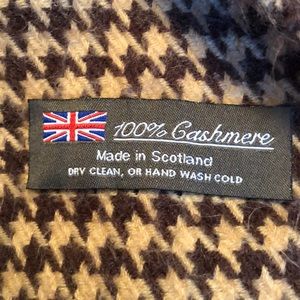 100% Cashmere
Made in Scotland
DRY CLEAN, OR HAND WASH COLD